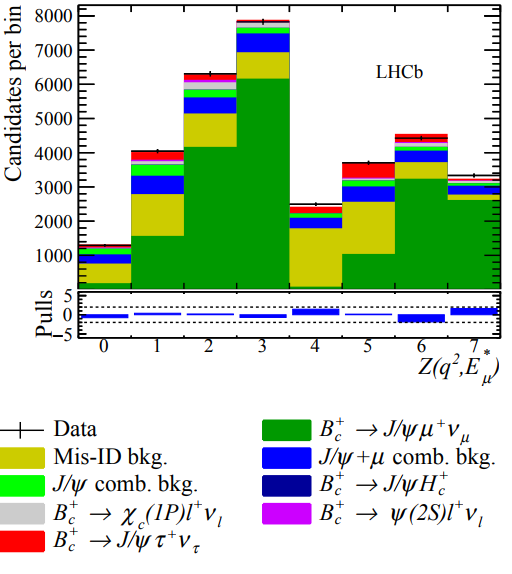 Candidates per bin
8000
7000
6000
5000
4000
3000
2000
1000
LHCb
Pulls
5
0
−5
0 1 2 3 4 5 6 7
Z(q², E*μ)
Data
Mis-ID bkg.
J/ψ comb. bkg.
B⁺c → χc(1P)l⁺νl
B⁺c → J/ψτ⁺ντ
B⁺c → J/ψμ⁺νμ
J/ψ+μ comb. bkg.
B⁺c → J/ψH⁺c
B⁺c → ψ(2S)l⁺νl